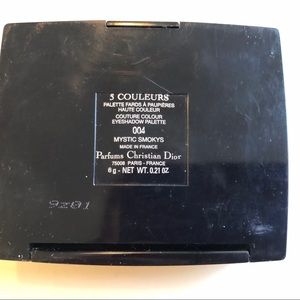 5 COULEURS
PALETTE FARDS À PAUPIÈRES
HAUTE COULEUR
COUTURE COLOUR
EYESHADOW PALETTE
004
MYSTIC SMOKYS
MADE IN FRANCE
Parfums Christian Dior
75008 PARIS - FRANCE
6 g - NET WT. 0.21 OZ